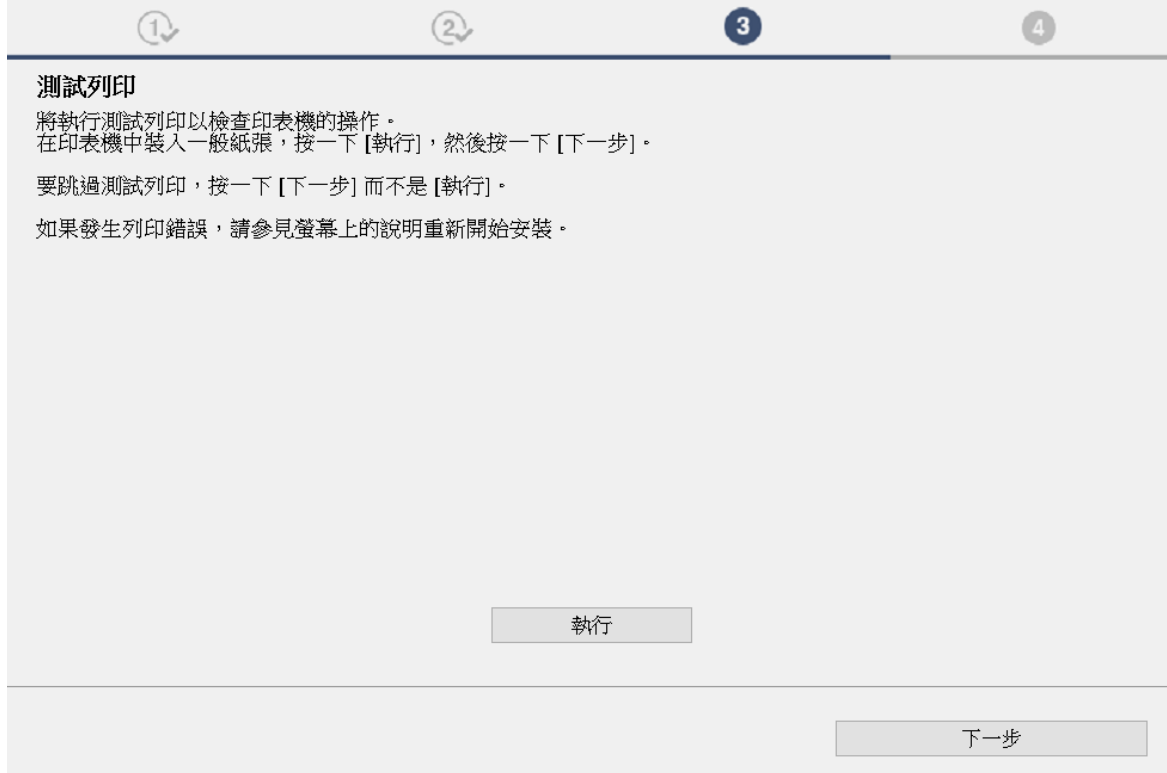 1 2 3 4
測試列印
將執行測試列印以檢查印表機的操作。
在印表機中裝入一般紙張，按一下 [執行]，然後按一下 [下一步]。
要跳過測試列印，按一下 [下一步] 而不是 [執行]。
如果發生列印錯誤，請參見螢幕上的說明重新開始安裝。
執行
下一步